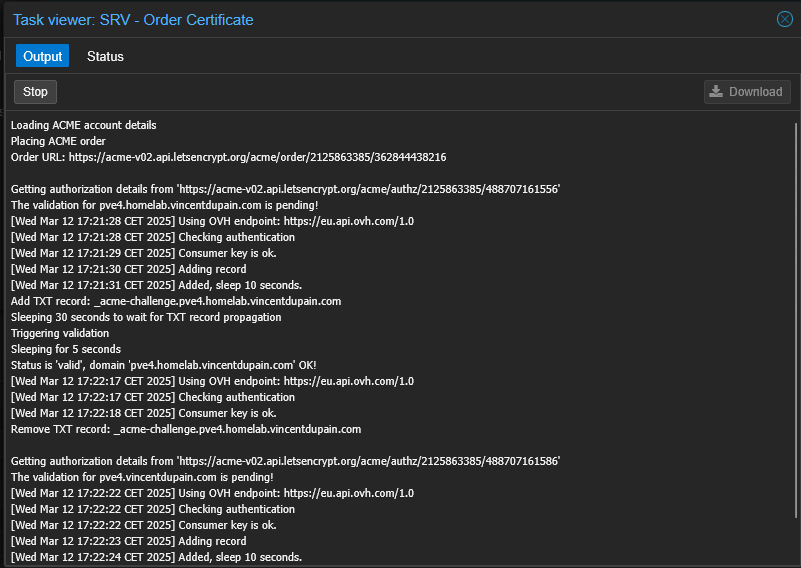 Task viewer: SRV - Order Certificate
Output Status
Stop Download
Loading ACME account details
Placing ACME order
Order URL: https://acme-v02.api.letsencrypt.org/acme/order/2125863385/362844438216
Getting authorization details from 'https://acme-v02.api.letsencrypt.org/acme/authz/2125863385/488707161556'
The validation for pve4.homelab.vincentdupain.com is pending!
[Wed Mar 12 17:21:28 CET 2025] Using OVH endpoint: https://eu.api.ovh.com/1.0
[Wed Mar 12 17:21:28 CET 2025] Checking authentication
[Wed Mar 12 17:21:29 CET 2025] Consumer key is ok.
[Wed Mar 12 17:21:30 CET 2025] Adding record
[Wed Mar 12 17:21:31 CET 2025] Added, sleep 10 seconds.
Add TXT record: _acme-challenge.pve4.homelab.vincentdupain.com
Sleeping 30 seconds to wait for TXT record propagation
Triggering validation
Sleeping for 5 seconds
Status is 'valid', domain 'pve4.homelab.vincentdupain.com' OK!
[Wed Mar 12 17:22:17 CET 2025] Using OVH endpoint: https://eu.api.ovh.com/1.0
[Wed Mar 12 17:22:17 CET 2025] Checking authentication
[Wed Mar 12 17:22:18 CET 2025] Consumer key is ok.
Remove TXT record: _acme-challenge.pve4.homelab.vincentdupain.com
Getting authorization details from 'https://acme-v02.api.letsencrypt.org/acme/authz/2125863385/488707161586'
The validation for pve4.vincentdupain.com is pending!
[Wed Mar 12 17:22:22 CET 2025] Using OVH endpoint: https://eu.api.ovh.com/1.0
[Wed Mar 12 17:22:22 CET 2025] Checking authentication
[Wed Mar 12 17:22:22 CET 2025] Consumer key is ok.
[Wed Mar 12 17:22:23 CET 2025] Adding record
[Wed Mar 12 17:22:24 CET 2025] Added, sleep 10 seconds.